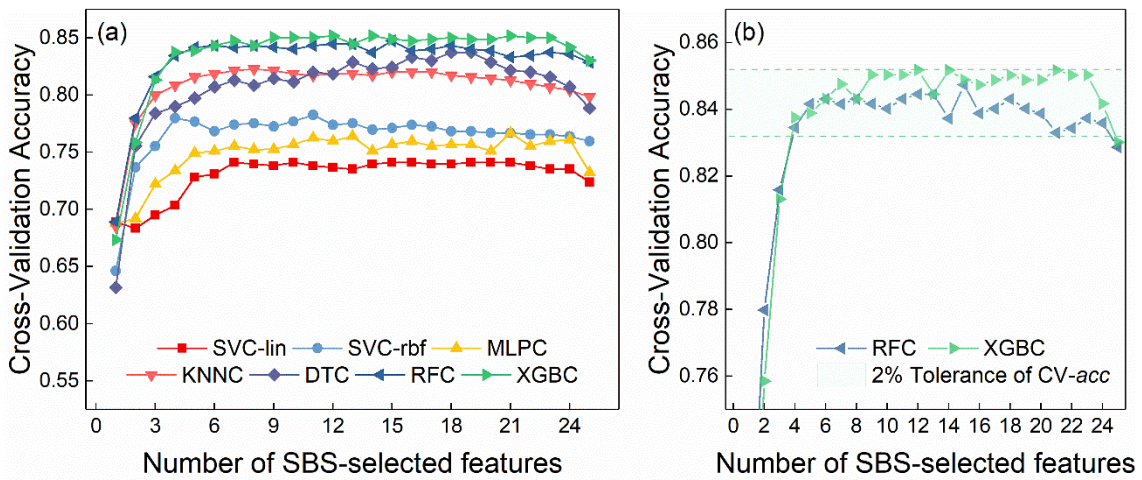 (a)
Cross-Validation Accuracy
0.85
0.80
0.75
0.70
0.65
0.60
0.55
SVC-lin SVC-rbf MLPC
KNNC DTC RFC XGBC
0 3 6 9 12 15 18 21 24
Number of SBS-selected features
(b)
Cross-Validation Accuracy
0.86
0.84
0.82
0.80
0.78
0.76
RFC XGBC
2% Tolerance of CV-acc
0 2 4 6 8 10 12 14 16 18 20 22 24
Number of SBS-selected features